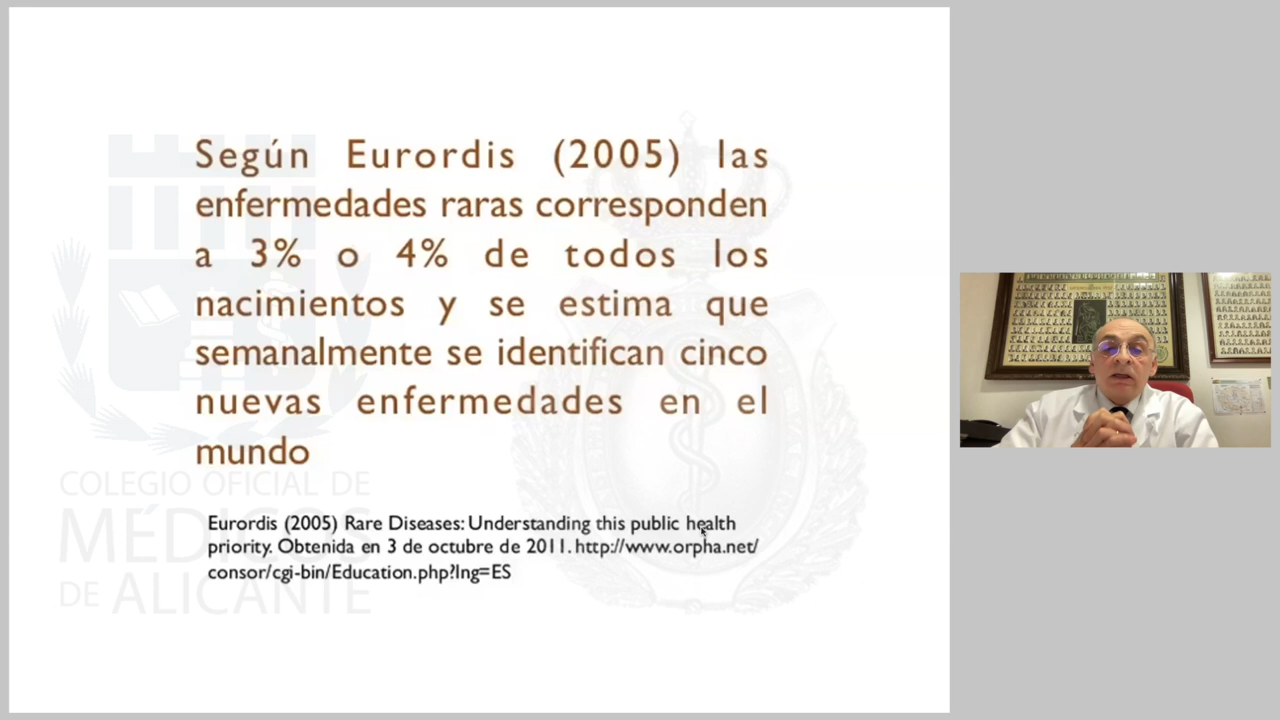 Según Eurordis (2005) las
enfermedades raras corresponden
a 3% o 4% de todos los
nacimientos y se estima que
semanalmente se identifican cinco
nuevas enfermedades en el
mundo
COLEGIO OFICIAL DE
MÉDICOS
DE ALICANTE
Eurordis (2005) Rare Diseases: Understanding this public health
priority. Obtenida en 3 de octubre de 2011. http://www.orpha.net/
consor/cgi-bin/Education.php?lng=ES